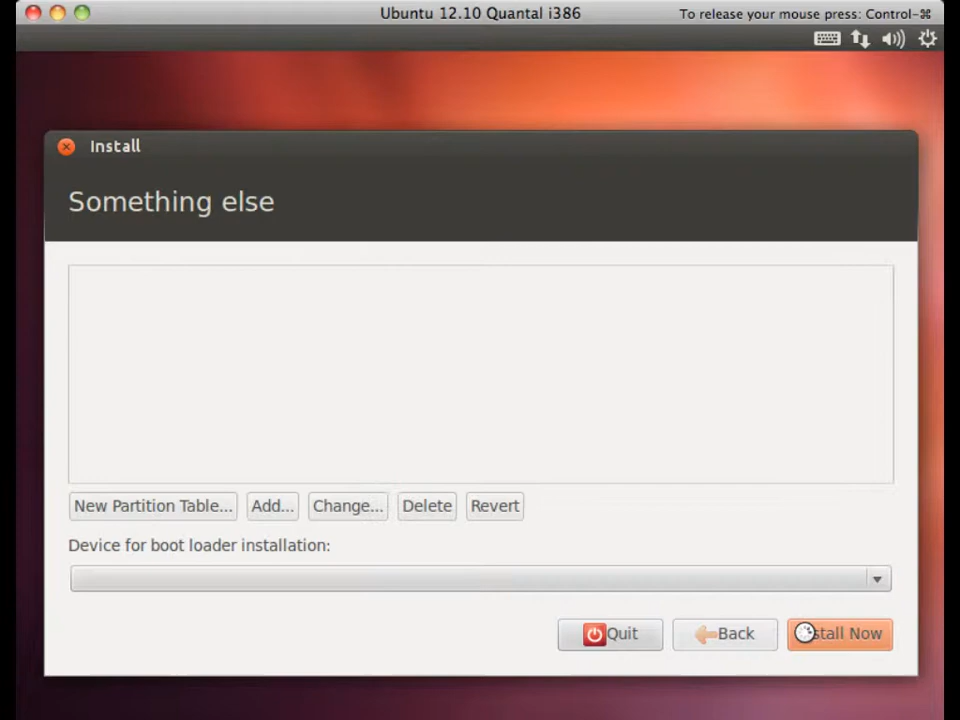 Ubuntu 12.10 Quantal i386
To release your mouse press: Control-⌘
Install
Something else
New Partition Table... Add... Change... Delete Revert
Device for boot loader installation:
Quit Back stall Now